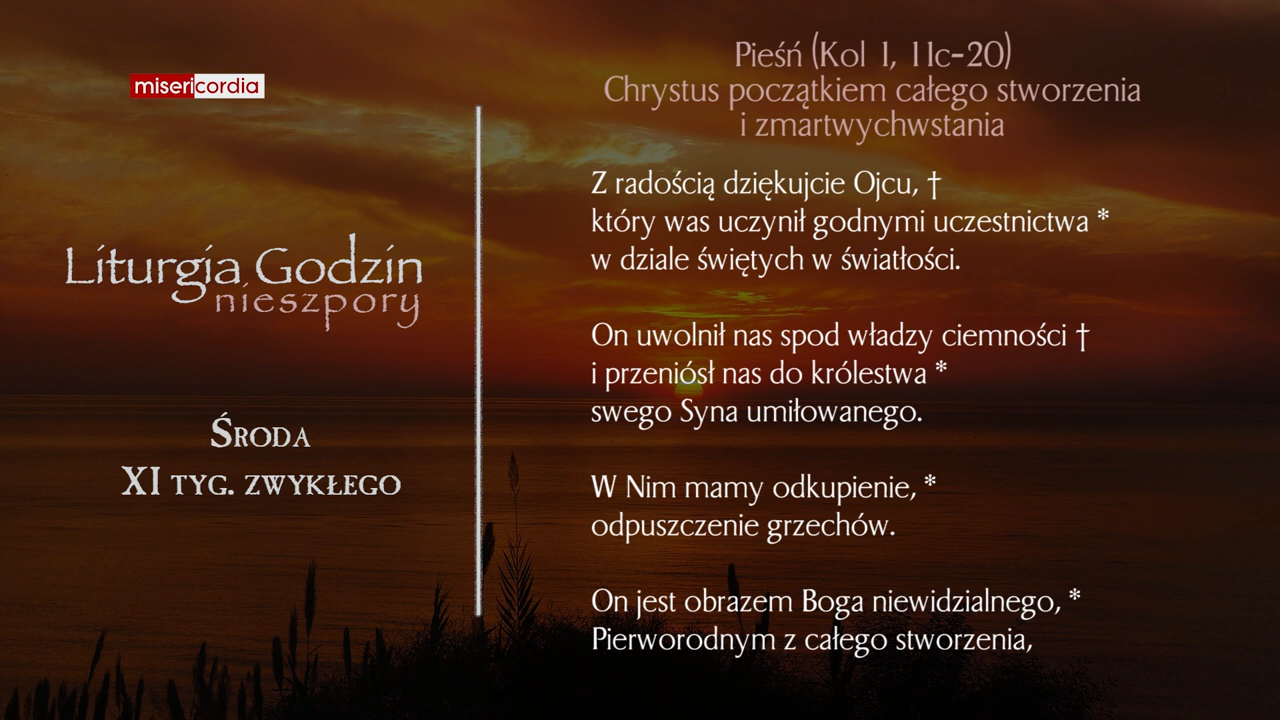 misericordia
Liturgia Godzin
nieszpory
Środa
XI tyg. zwykłego
Pieśń (Kol 1, 11c-20)
Chrystus początkiem całego stworzenia
i zmartwychwstania
Z radością dziękujcie Ojcu, †
który was uczynił godnymi uczestnictwa *
w dziale świętych w światłości.
On uwolnił nas spod władzy ciemności †
i przeniósł nas do królestwa *
swego Syna umiłowanego.
W Nim mamy odkupienie, *
odpuszczenie grzechów.
On jest obrazem Boga niewidzialnego, *
Pierworodnym z całego stworzenia,